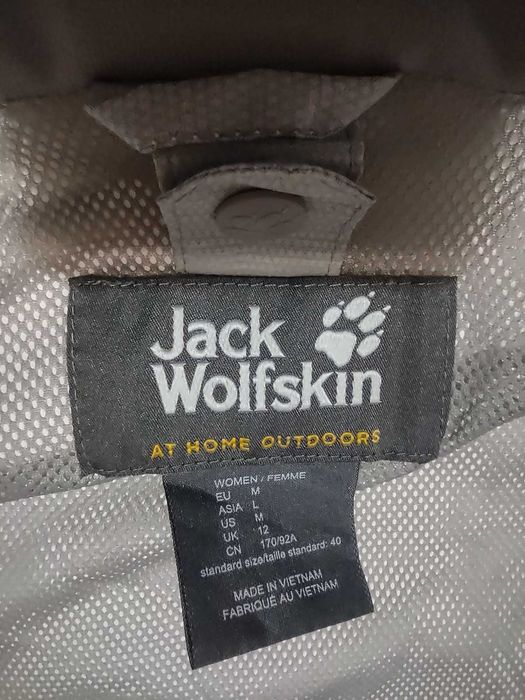 Jack
Wolfskin
AT HOME OUTDOORS
WOMEN / FEMME
EU M
ASIA L
US M
UK 12
CN 170/92A
standard size/taille standard: 40
MADE IN VIETNAM
FABRIQUÉ AU VIETNAM